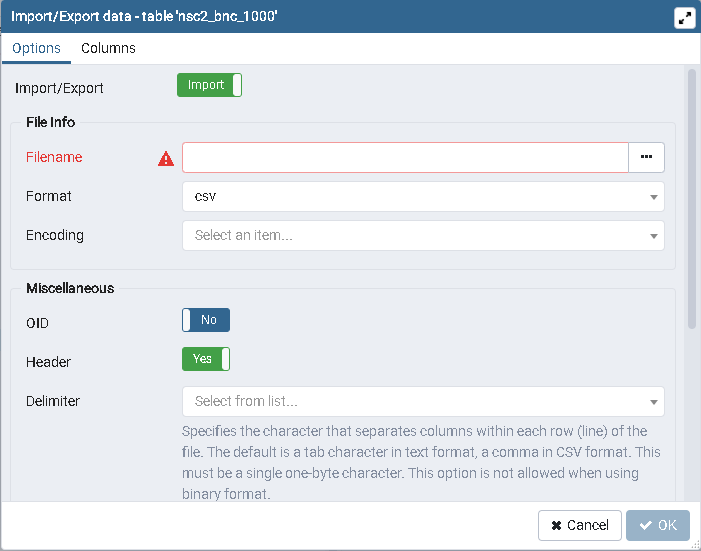 Import/Export data - table 'nsc2_bnc_1000'
Options Columns
Import/Export Import
File Info
Filename
Format csv
Encoding Select an item...
Miscellaneous
OID No
Header Yes
Delimiter Select from list...
Specifies the character that separates columns within each row (line) of the
file. The default is a tab character in text format, a comma in CSV format. This
must be a single one-byte character. This option is not allowed when using
binary format.
Cancel OK